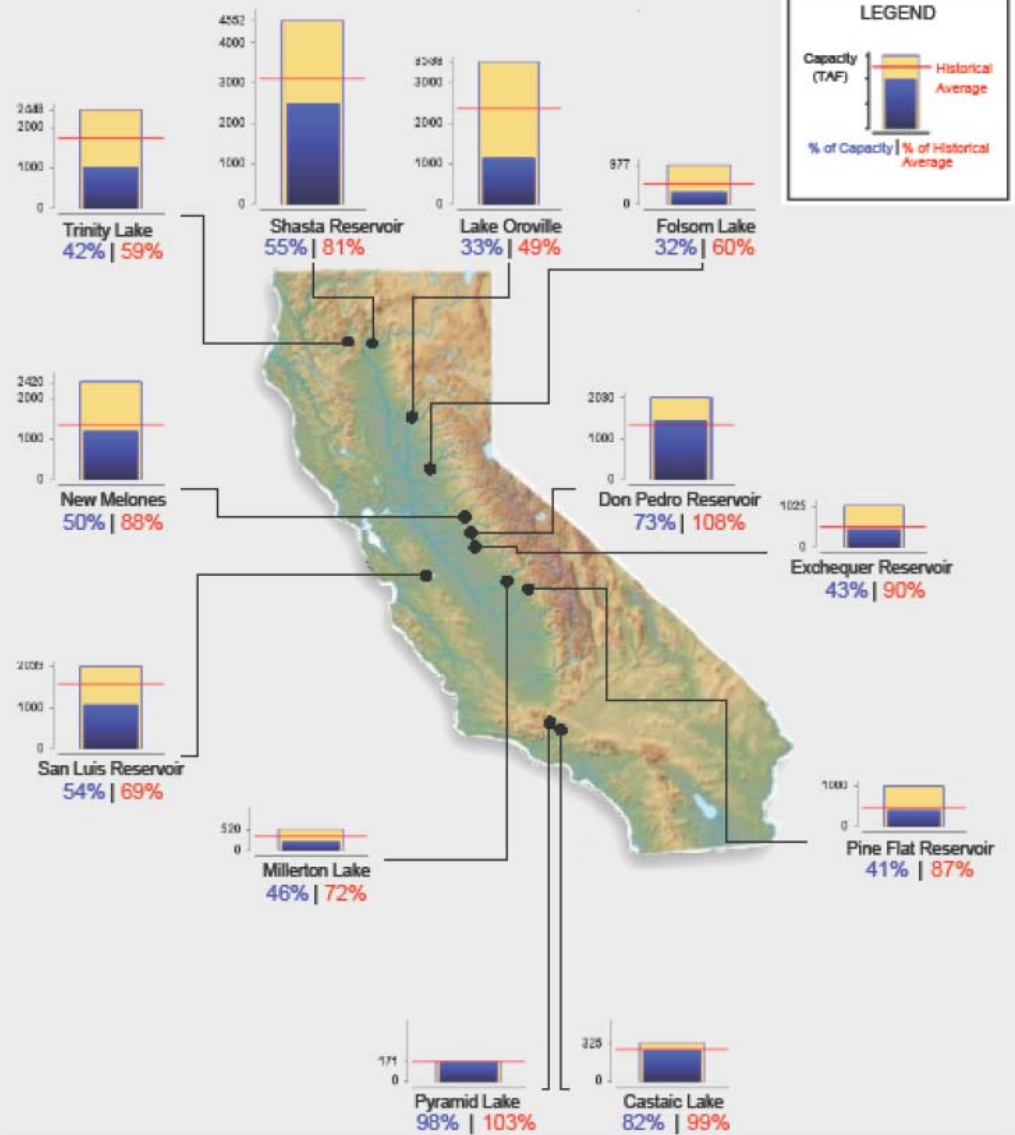 LEGEND
Capacity
(TAF)
Historical
Average
% of Capacity | % of Historical
Average
4552
4000
3000
2000
1000
0
Shasta Reservoir
55% | 81%
3000
2000
1000
0
Lake Oroville
33% | 49%
977
0
Folsom Lake
32% | 60%
2000
1000
0
Trinity Lake
42% | 59%
2420
2000
1000
0
New Melones
50% | 88%
2030
1000
0
Don Pedro Reservoir
73% | 108%
1025
0
Exchequer Reservoir
43% | 90%
1000
0
San Luis Reservoir
54% | 69%
520
0
Millerton Lake
46% | 72%
1000
0
Pine Flat Reservoir
41% | 87%
171
0
Pyramid Lake
98% | 103%
325
0
Castaic Lake
82% | 99%